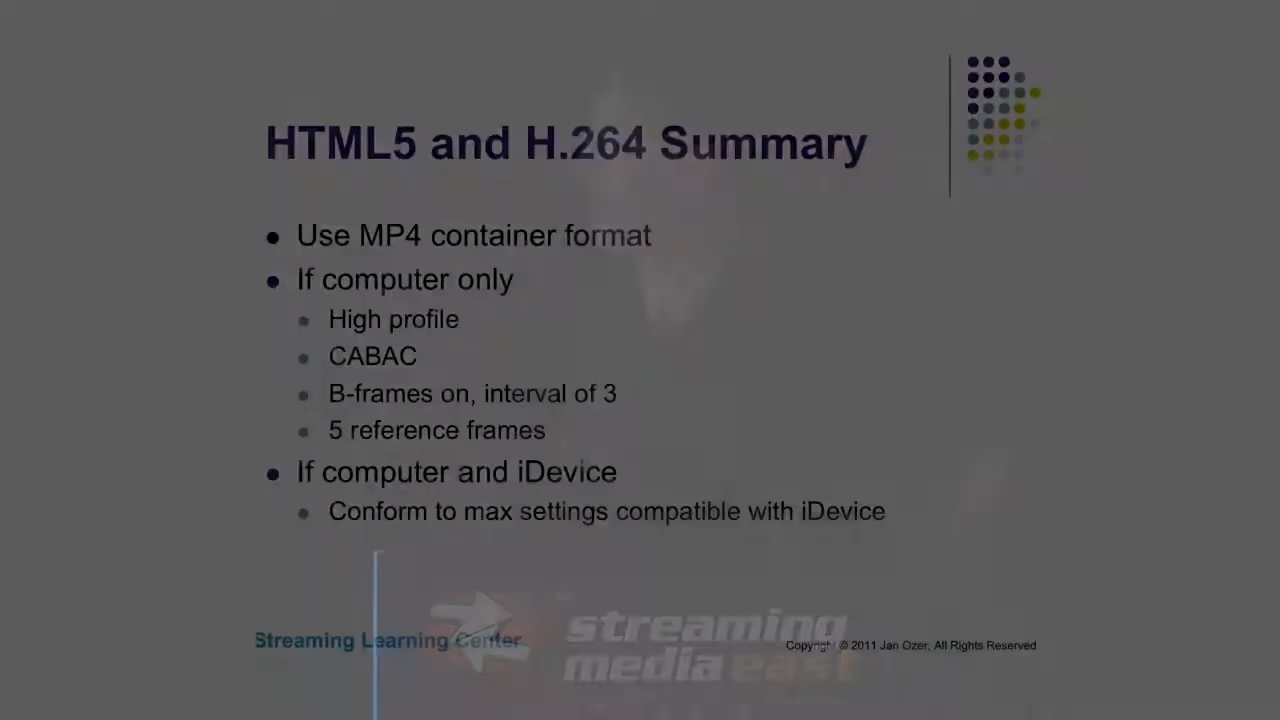 HTML5 and H.264 Summary
Use MP4 container format
If computer only
High profile
CABAC
B-frames on, interval of 3
5 reference frames
If computer and iDevice
Conform to max settings compatible with iDevice
streaming
media east
Streaming Learning Center
Copyright © 2011 Jan Ozer, All Rights Reserved